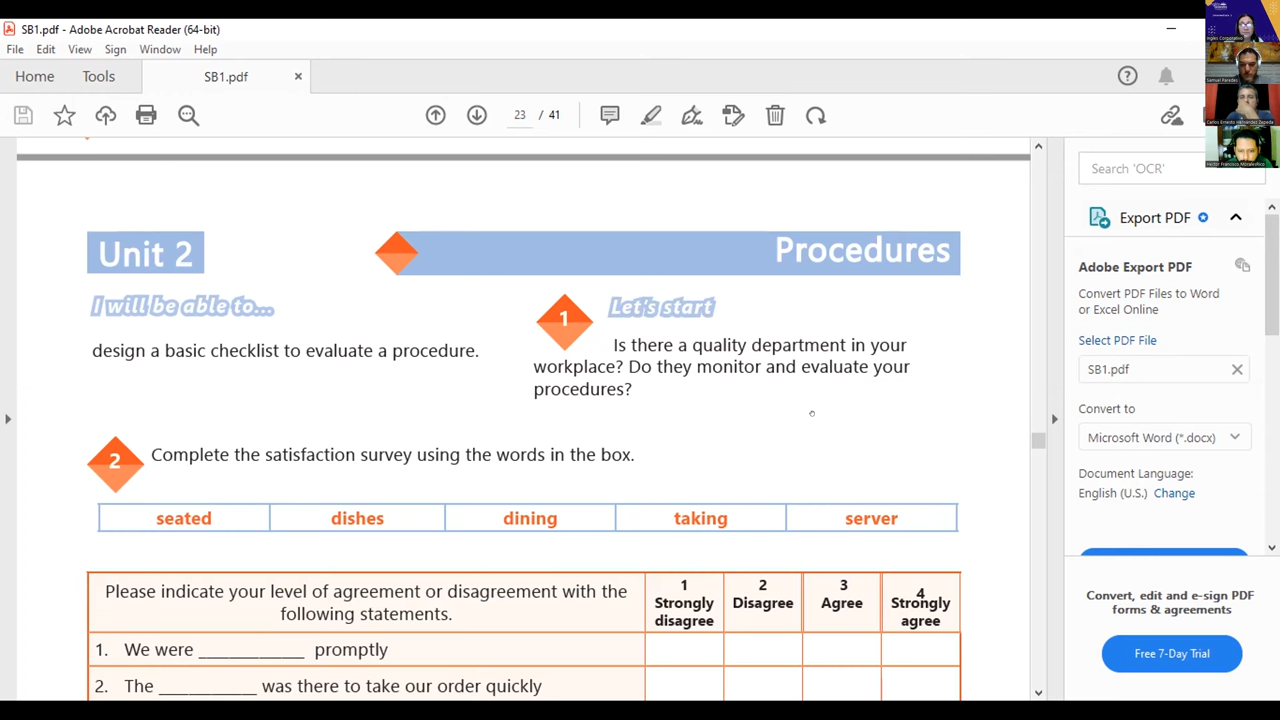 SB1.pdf - Adobe Acrobat Reader (64-bit)
File Edit View Sign Window Help
Home Tools SB1.pdf
23 / 41
Search 'OCR'
Export PDF
Adobe Export PDF
Convert PDF Files to Word
or Excel Online
Select PDF File
SB1.pdf
Convert to
Microsoft Word (*.docx)
Document Language:
English (U.S.) Change
Convert, edit and e-sign PDF
forms & agreements
Free 7-Day Trial
Unit 2 Procedures
I will be able to...
design a basic checklist to evaluate a procedure.
1 Let's start
Is there a quality department in your
workplace? Do they monitor and evaluate your
procedures?
2 Complete the satisfaction survey using the words in the box.
seated dishes dining taking server
Please indicate your level of agreement or disagreement with the
following statements.
1 Strongly disagree
2 Disagree
3 Agree
4 Strongly agree
1. We were ____________ promptly
2. The ___________ was there to take our order quickly
Samuel Paredes
Carlos Ernesto Hernandez Zepeda